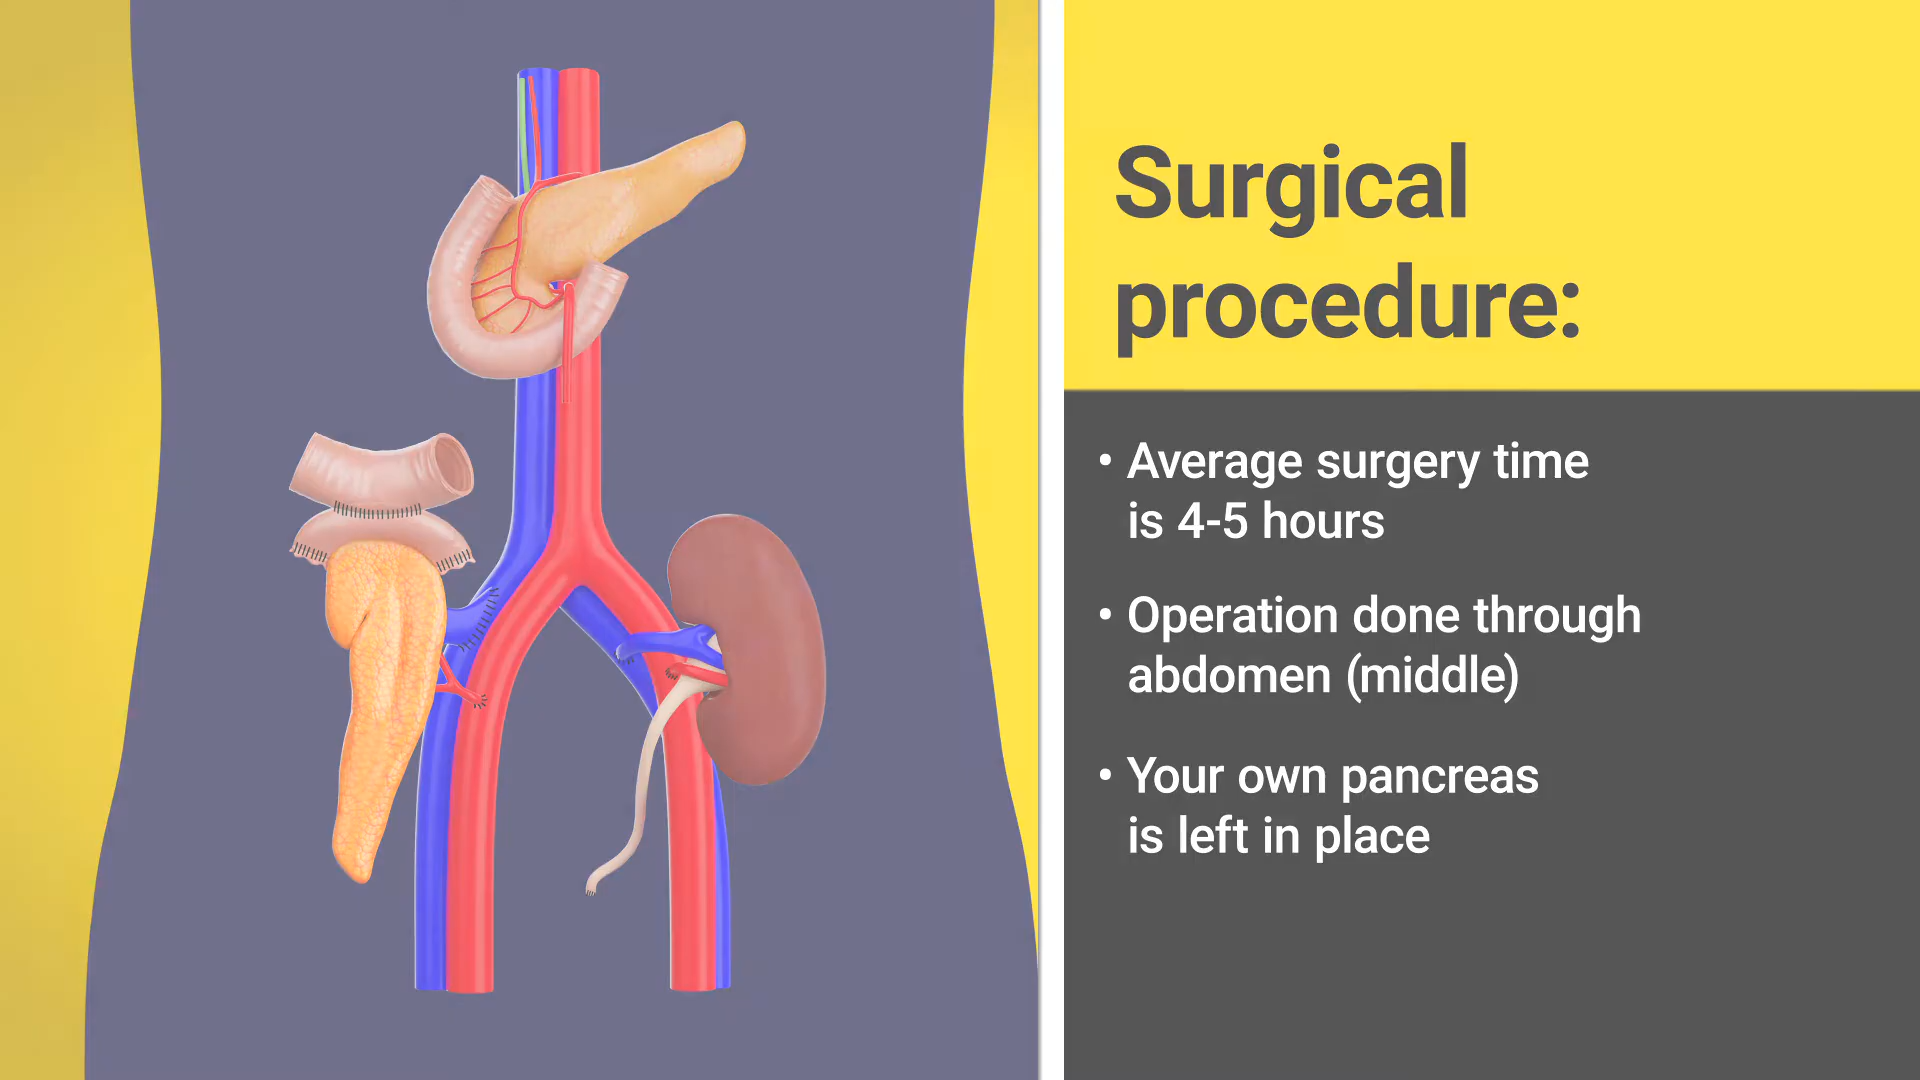 Surgical
procedure:
• Average surgery time
is 4-5 hours
• Operation done through
abdomen (middle)
• Your own pancreas
is left in place